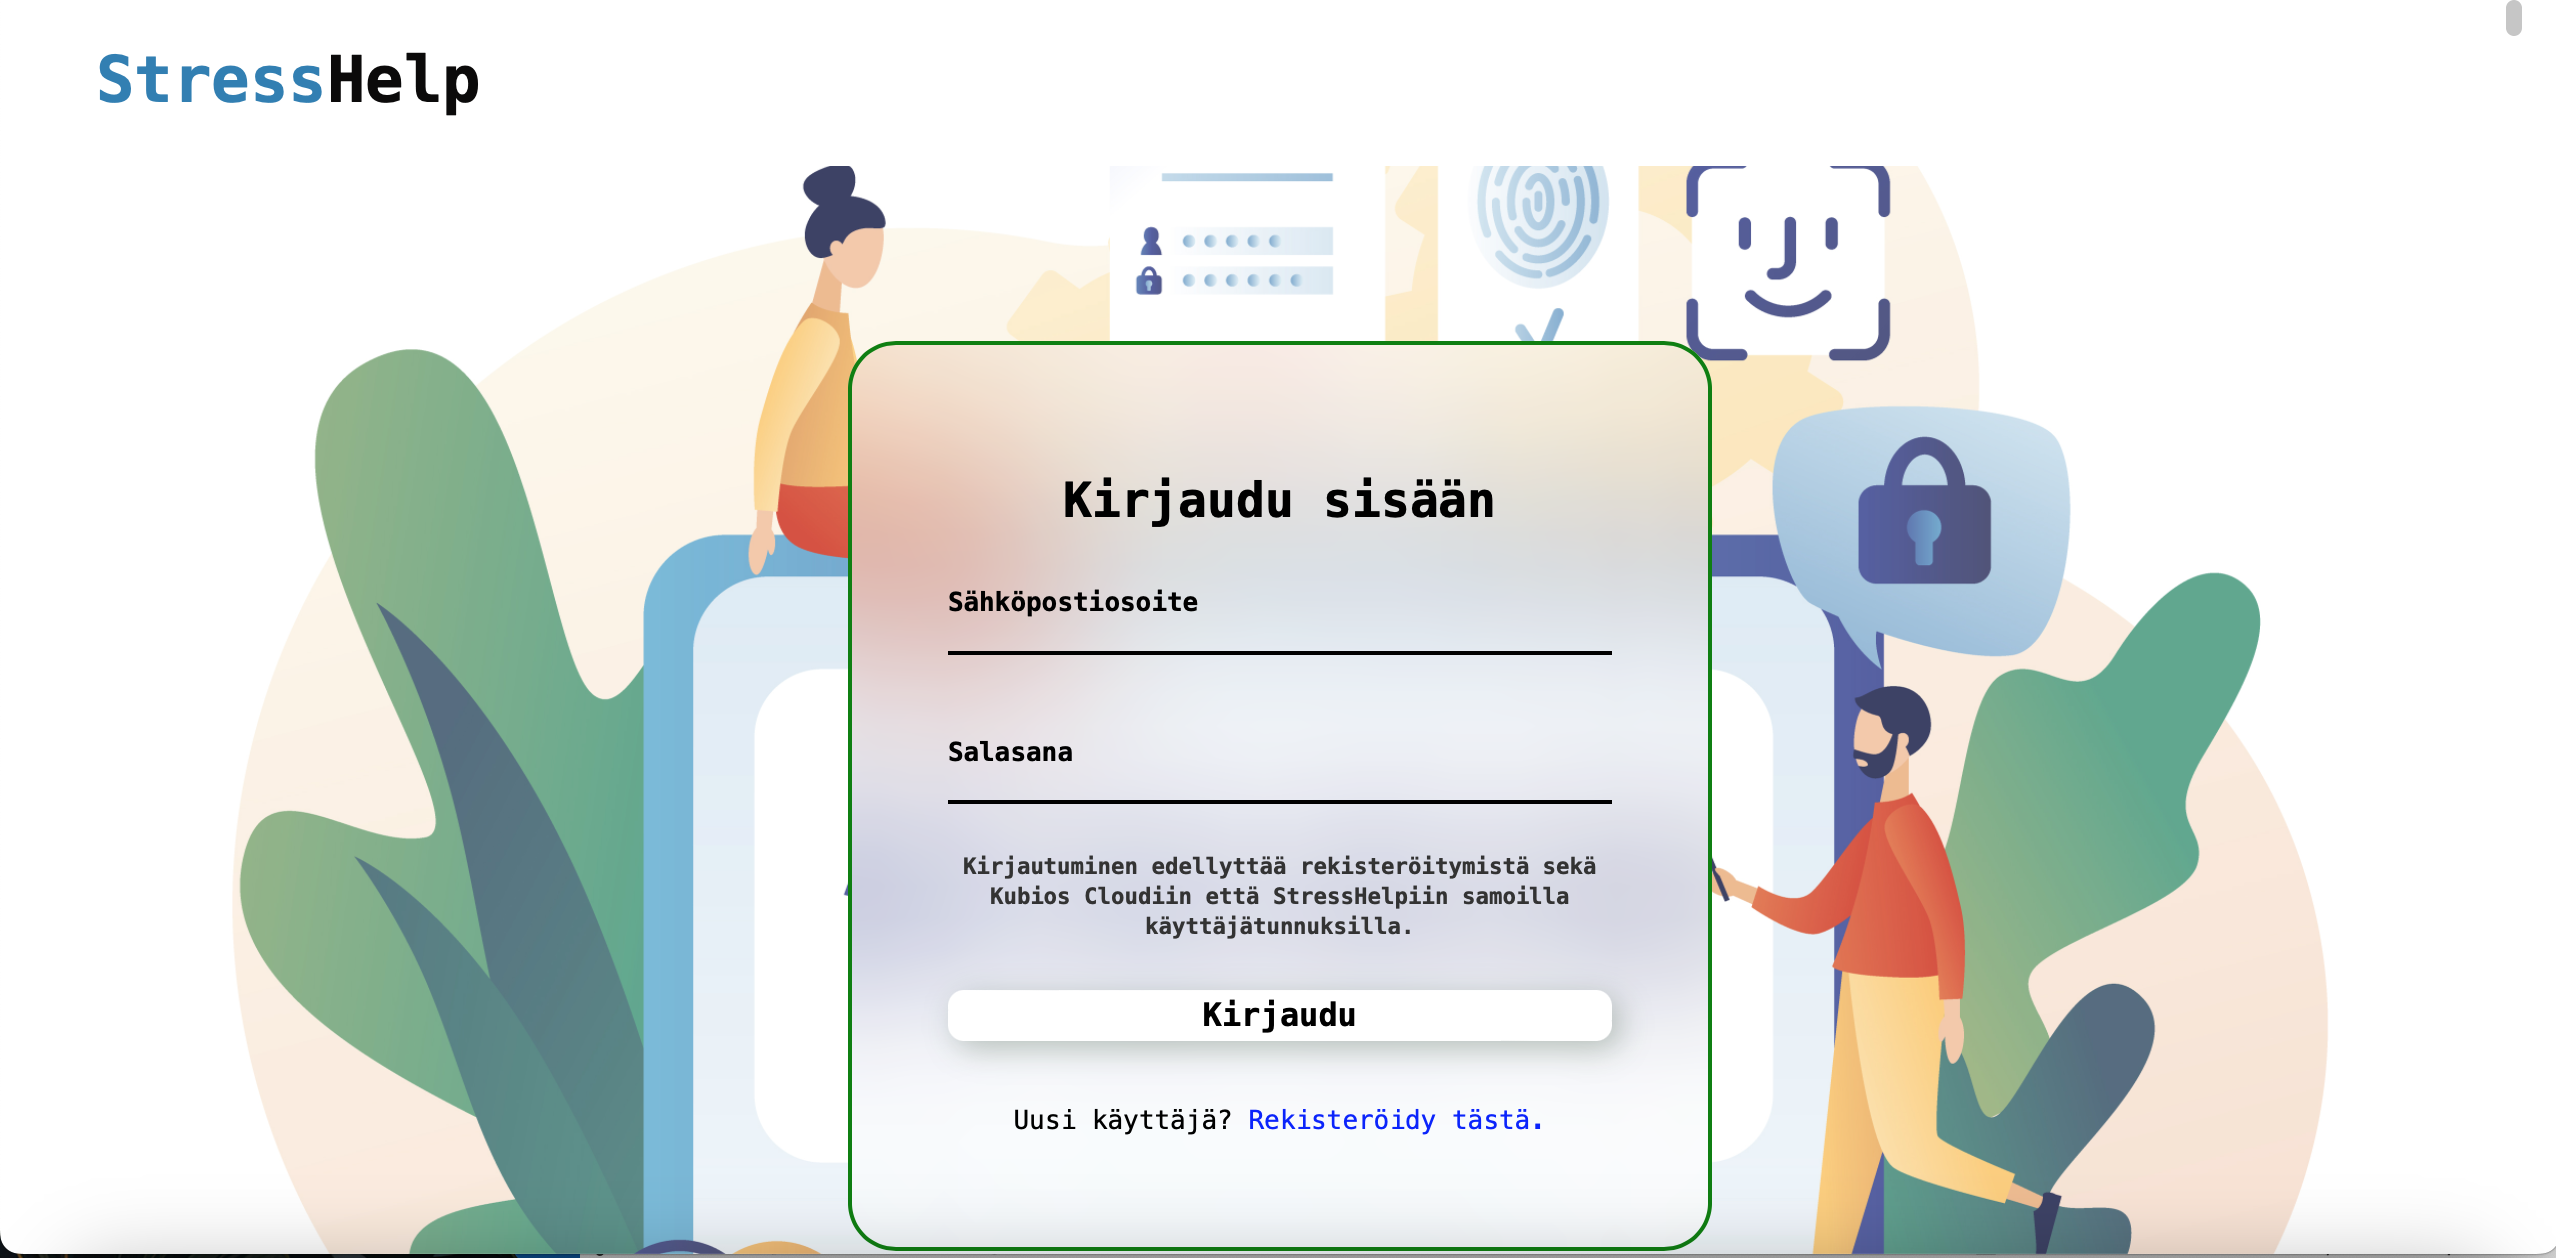 StressHelp
Kirjaudu sisään
Sähköpostiosoite
Salasana
Kirjautuminen edellyttää rekisteröitymistä sekä
Kubios Cloudiin että StressHelpiin samoilla
käyttäjätunnuksilla.
Kirjaudu
Uusi käyttäjä? Rekisteröidy tästä.